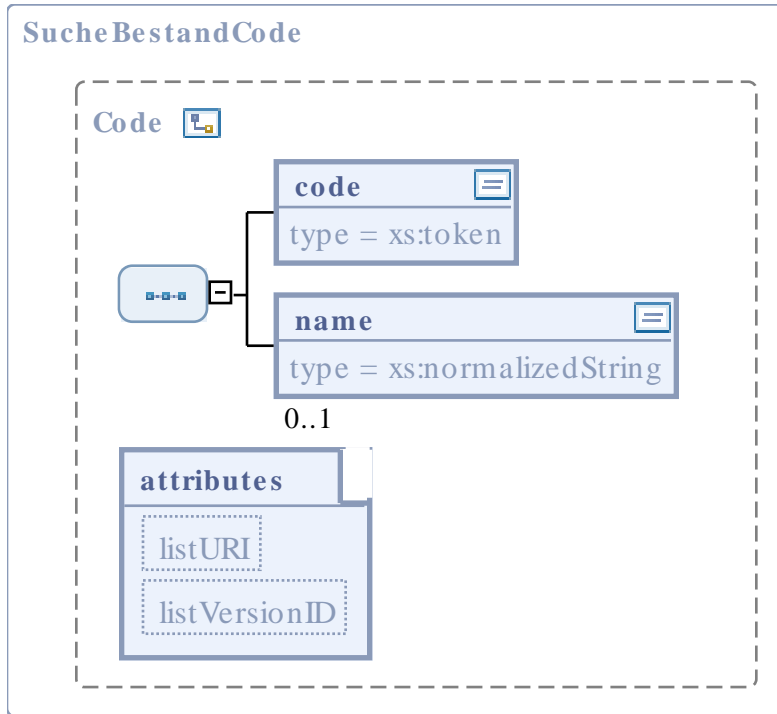 SucheBestandCode
Code
code
type = xs:token
name
type = xs:normalizedString
0..1
attributes
listURI
listVersionID